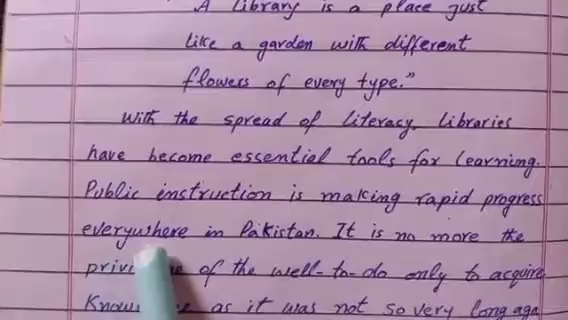 A library is a place just
like a garden with different
flowers of every type."
With the spread of literacy, libraries
have become essential tools for learning.
Public instruction is making rapid progress
everywhere in Pakistan. It is no more the
of the well-to-do only to acquire
as it was not so very long ago